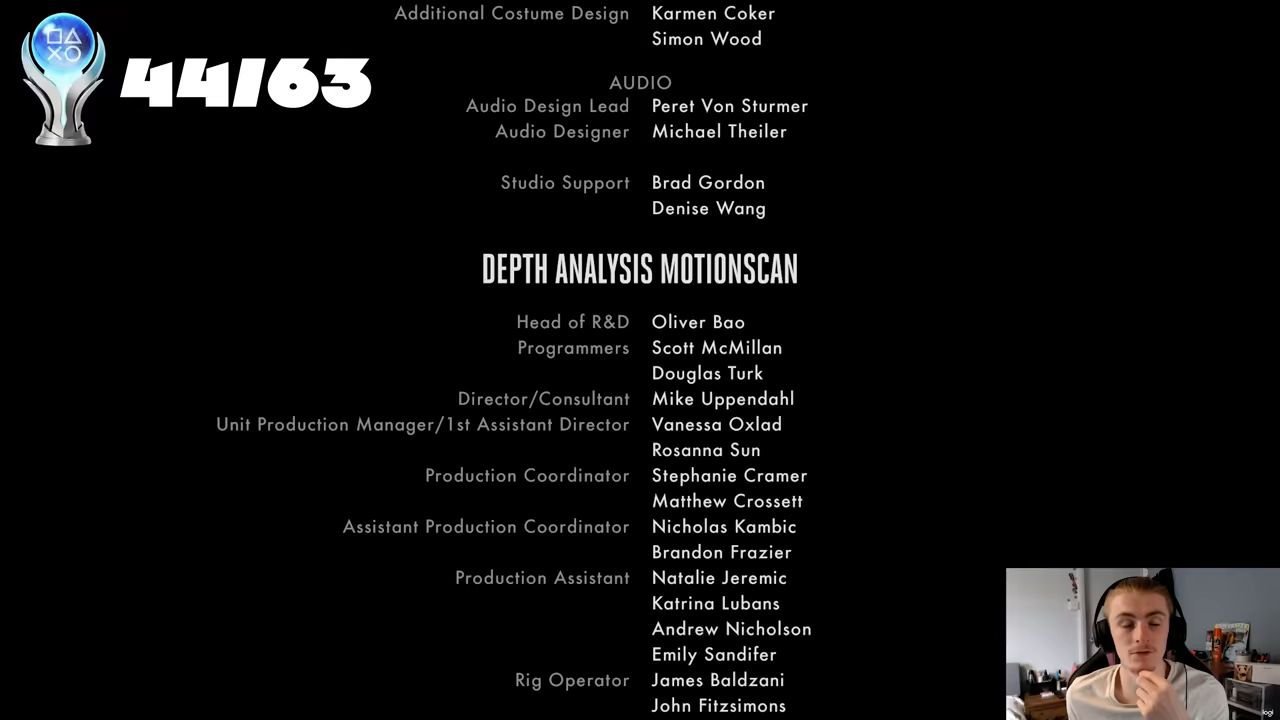 Additional Costume Design Karmen Coker
Simon Wood
44/63
AUDIO
Audio Design Lead Peret Von Sturmer
Audio Designer Michael Theiler
Studio Support Brad Gordon
Denise Wang
DEPTH ANALYSIS MOTIONSCAN
Head of R&D Oliver Bao
Programmers Scott McMillan
Douglas Turk
Director/Consultant Mike Uppendahl
Unit Production Manager/1st Assistant Director Vanessa Oxlad
Rosanna Sun
Production Coordinator Stephanie Cramer
Matthew Crossett
Assistant Production Coordinator Nicholas Kambic
Brandon Frazier
Production Assistant Natalie Jeremic
Katrina Lubans
Andrew Nicholson
Emily Sandifer
Rig Operator James Baldzani
John Fitzsimons
logi